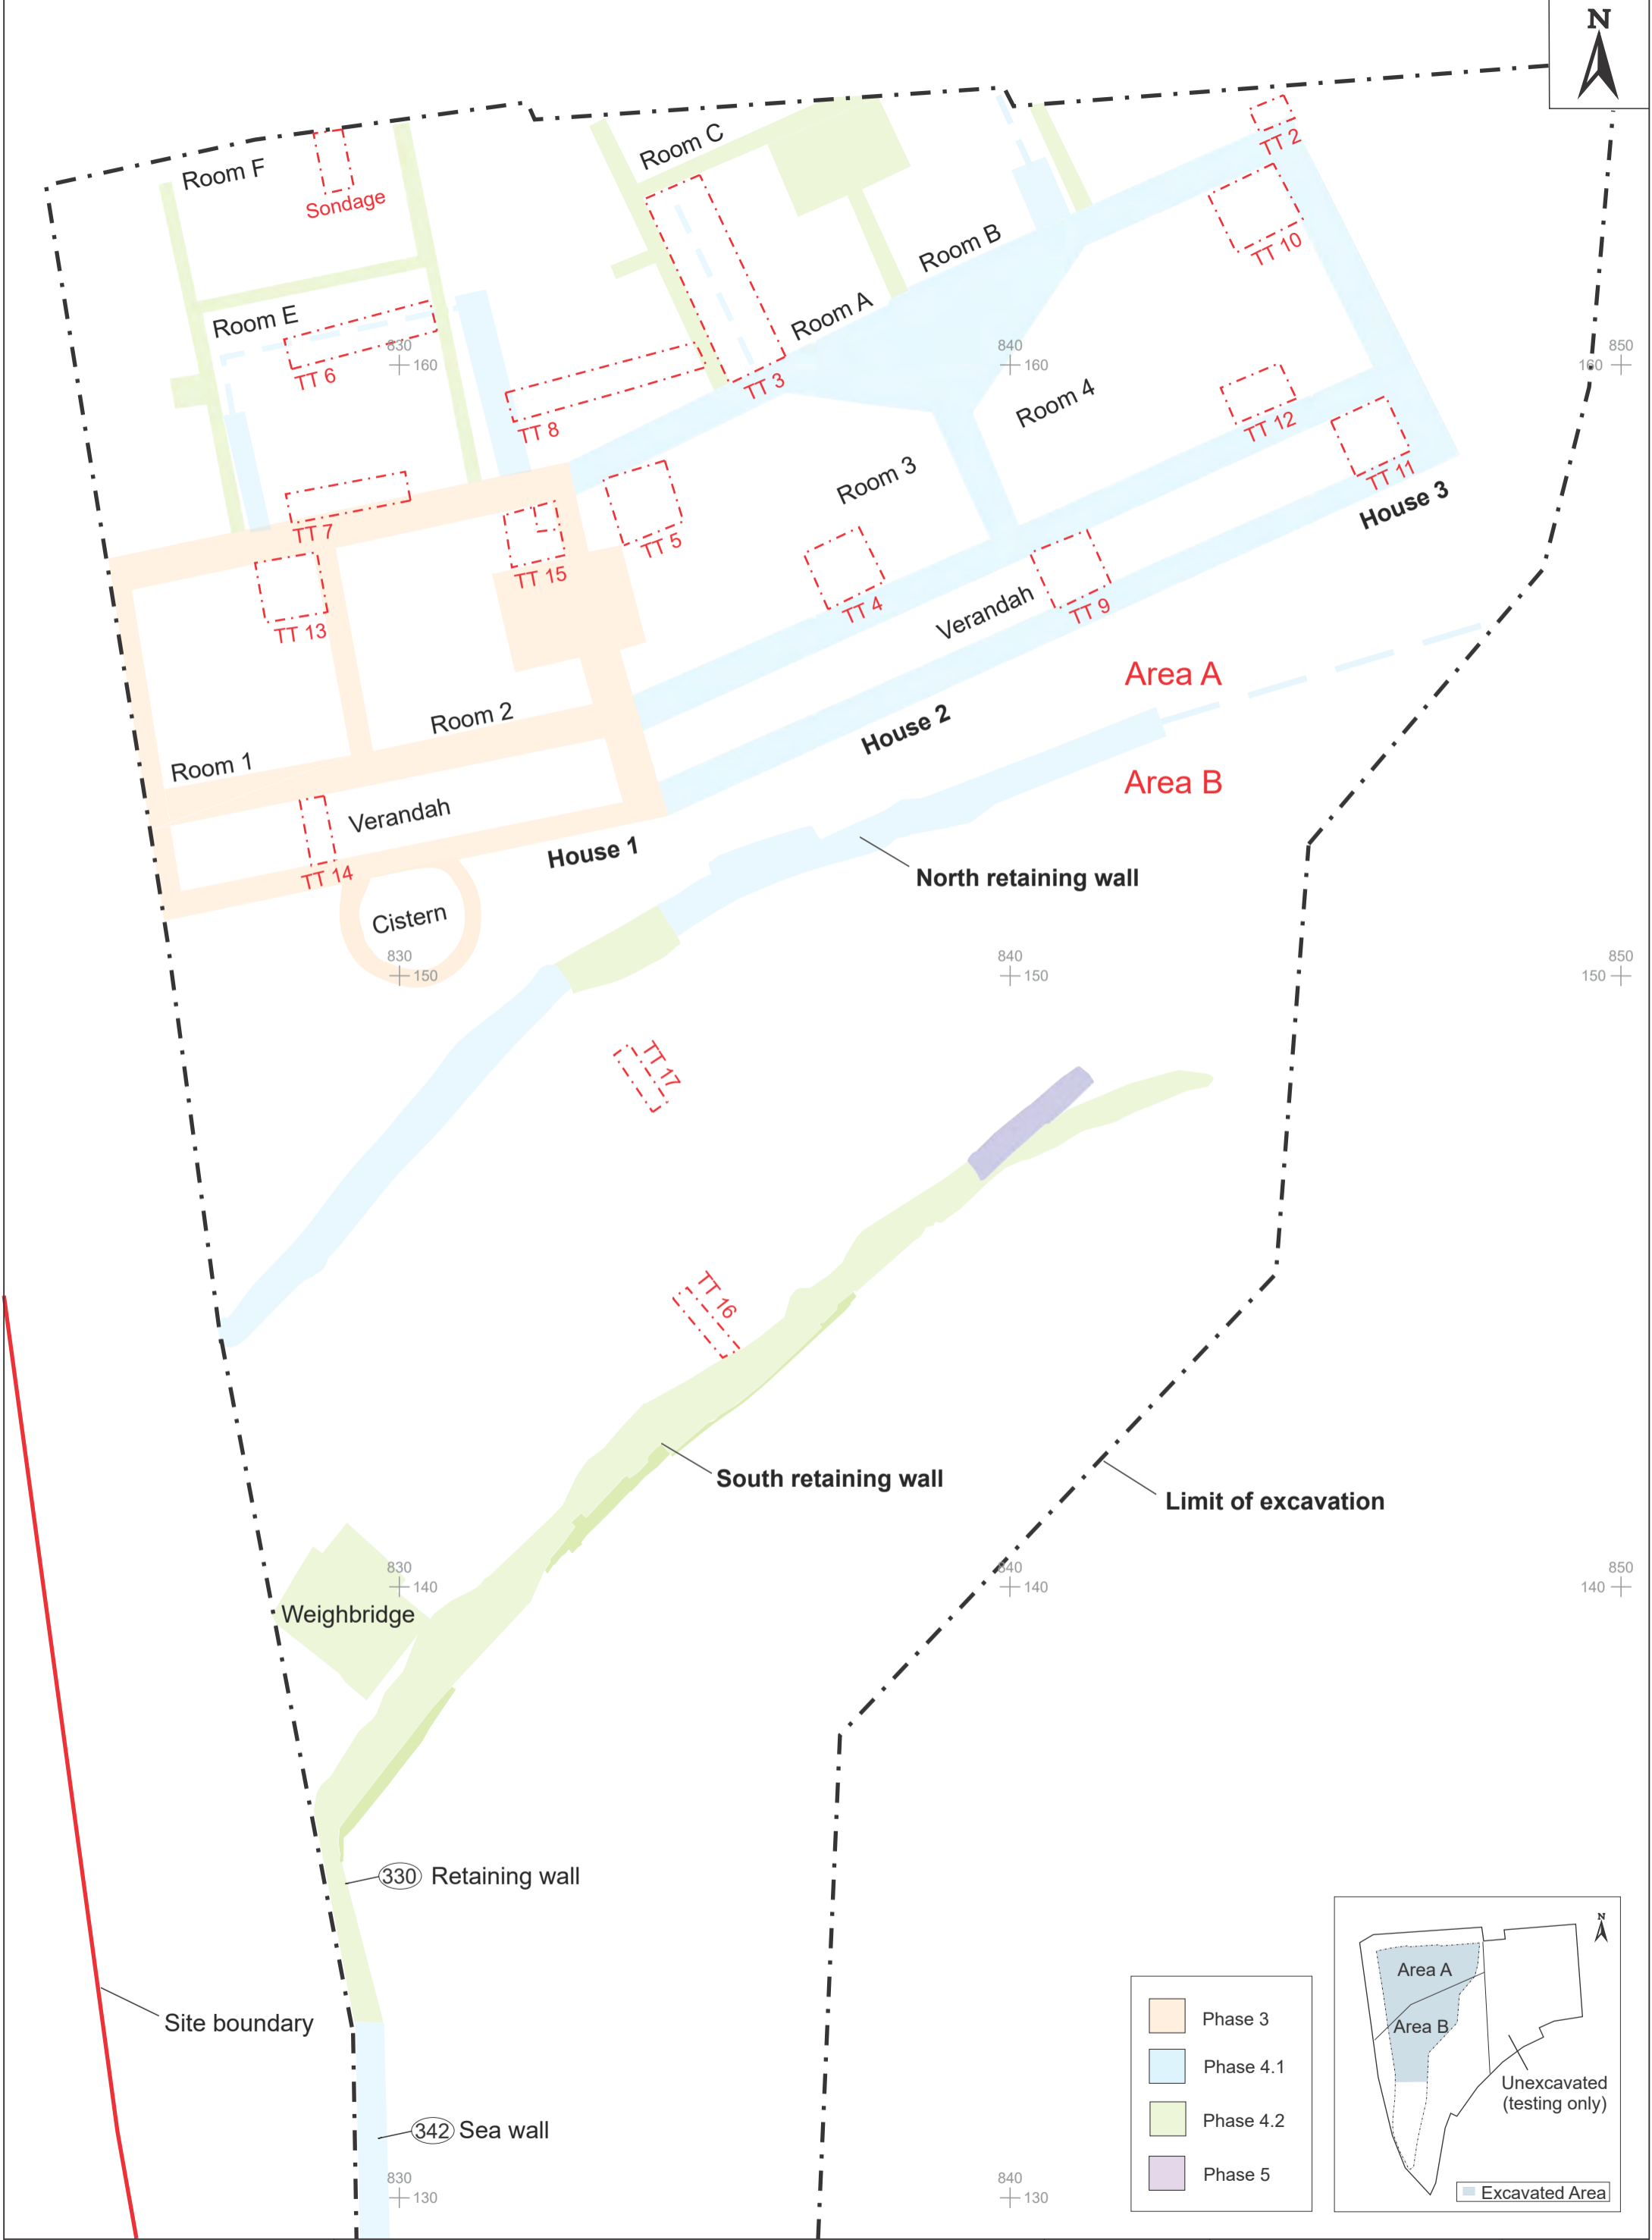 N
Room F
Sondage
Room C
TT 2
TT 10
Room B
Room E
Room A
TT 6
TT 8
TT 3
830
160
840
160
850
160
Room 4
TT 12
TT 11
House 3
Room 3
TT 7
TT 15
TT 5
TT 4
TT 9
TT 13
Verandah
Area A
Room 2
House 2
Room 1
Area B
Verandah
House 1
TT 14
North retaining wall
Cistern
830
150
840
150
850
150
TT 17
TT 16
South retaining wall
Limit of excavation
830
140
840
140
850
140
Weighbridge
330 Retaining wall
Site boundary
342 Sea wall
830
130
840
130
Phase 3
Phase 4.1
Phase 4.2
Phase 5
N
Area A
Area B
Unexcavated
(testing only)
Excavated Area